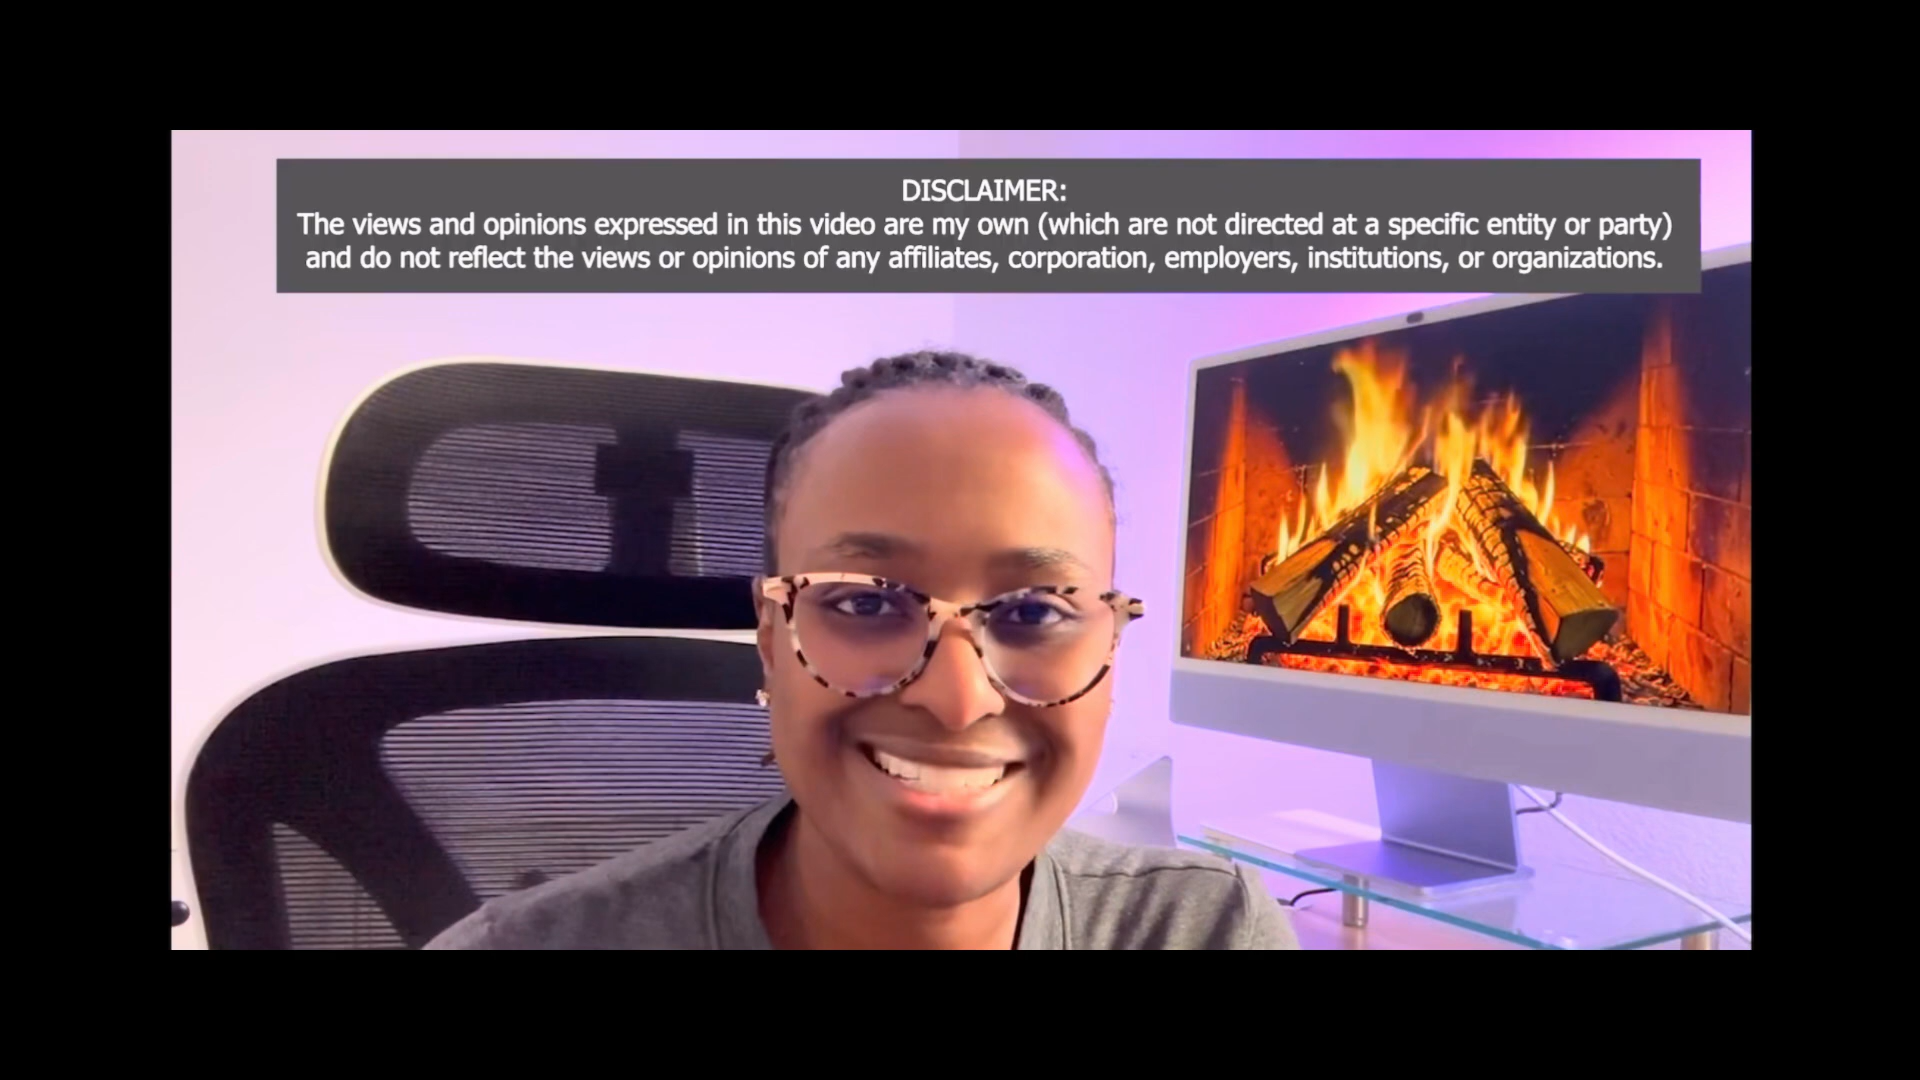 DISCLAIMER:
The views and opinions expressed in this video are my own (which are not directed at a specific entity or party)
and do not reflect the views or opinions of any affiliates, corporation, employers, institutions, or organizations.